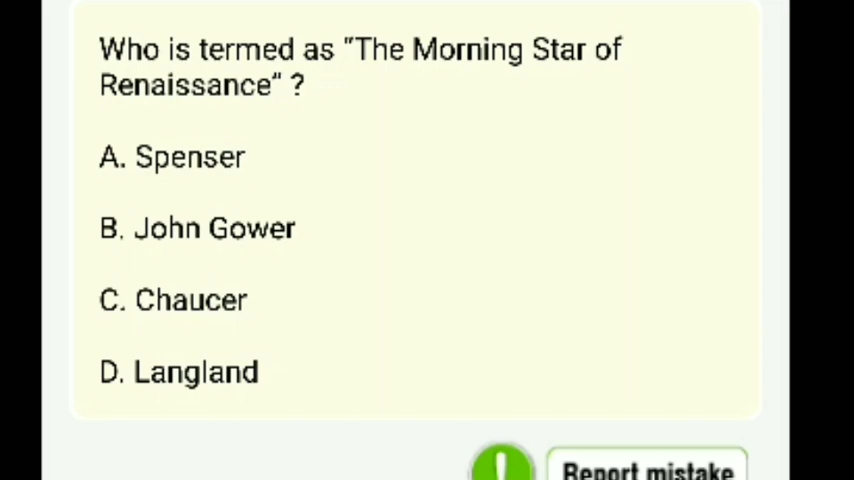 Who is termed as "The Morning Star of
Renaissance" ?
A. Spenser
B. John Gower
C. Chaucer
D. Langland
!
Report mistake